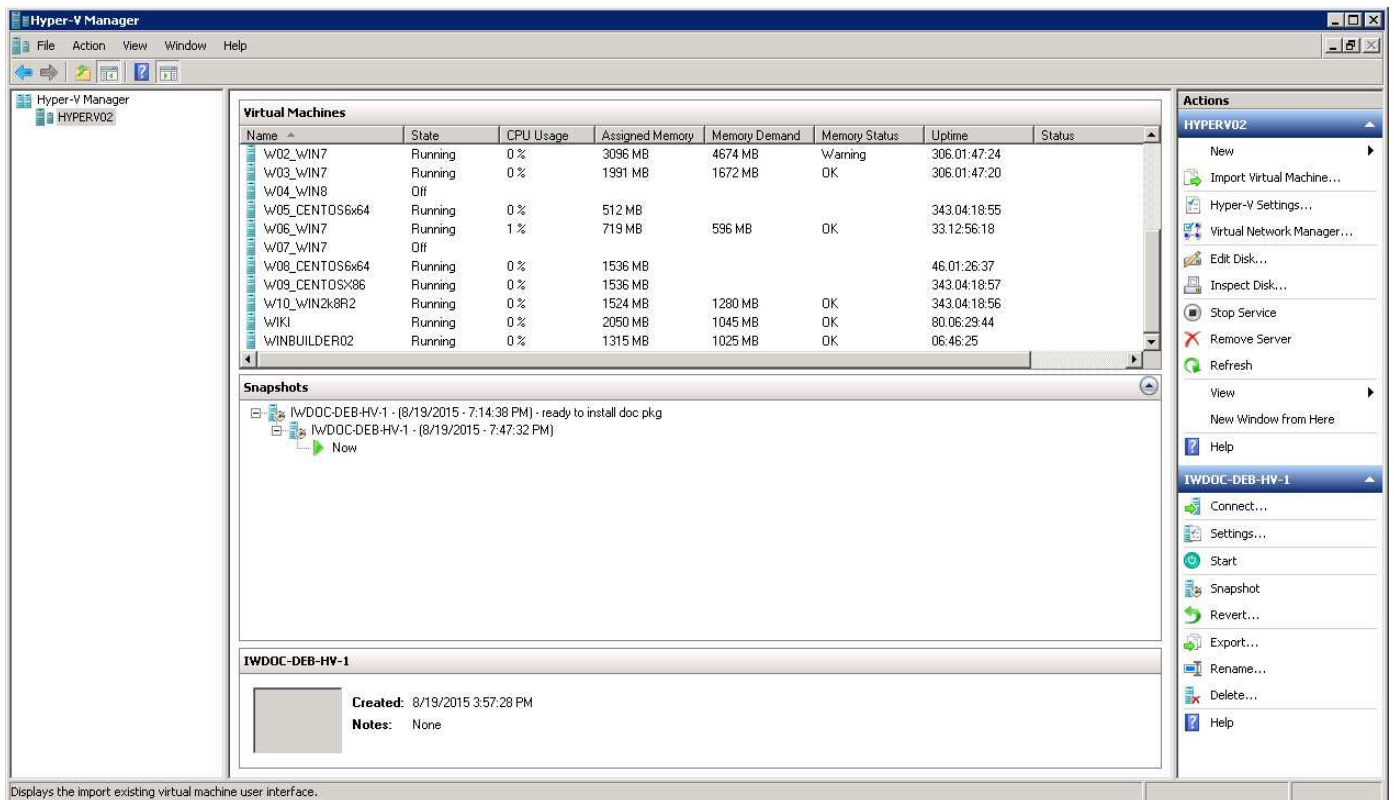 Hyper-V Manager
File Action View Window Help
Hyper-V Manager
HYPERV02
Virtual Machines
Name State CPU Usage Assigned Memory Memory Demand Memory Status Uptime Status
W02_WIN7 Running 0 % 3096 MB 4674 MB Warning 306.01:47:24
W03_WIN7 Running 0 % 1991 MB 1672 MB OK 306.01:47:20
W04_WIN8 Off
W05_CENTOS6x64 Running 0 % 512 MB 343.04:18:55
W06_WIN7 Running 1 % 719 MB 596 MB OK 33.12:56:18
W07_WIN7 Off
W08_CENTOS6x64 Running 0 % 1536 MB 46.01:26:37
W09_CENTOSX86 Running 0 % 1536 MB 343.04:18:57
W10_WIN2k8R2 Running 0 % 1524 MB 1280 MB OK 343.04:18:56
WIKI Running 0 % 2050 MB 1045 MB OK 80.06:29:44
WINBUILDER02 Running 0 % 1315 MB 1025 MB OK 06:46:25
Snapshots
IWDOC-DEB-HV-1 - (8/19/2015 - 7:14:38 PM) - ready to install doc pkg
IWDOC-DEB-HV-1 - (8/19/2015 - 7:47:32 PM)
Now
IWDOC-DEB-HV-1
Created: 8/19/2015 3:57:28 PM
Notes: None
Actions
HYPERV02
New
Import Virtual Machine...
Hyper-V Settings...
Virtual Network Manager...
Edit Disk...
Inspect Disk...
Stop Service
Remove Server
Refresh
View
New Window from Here
Help
IWDOC-DEB-HV-1
Connect...
Settings...
Start
Snapshot
Revert...
Export...
Rename...
Delete...
Help
Displays the import existing virtual machine user interface.